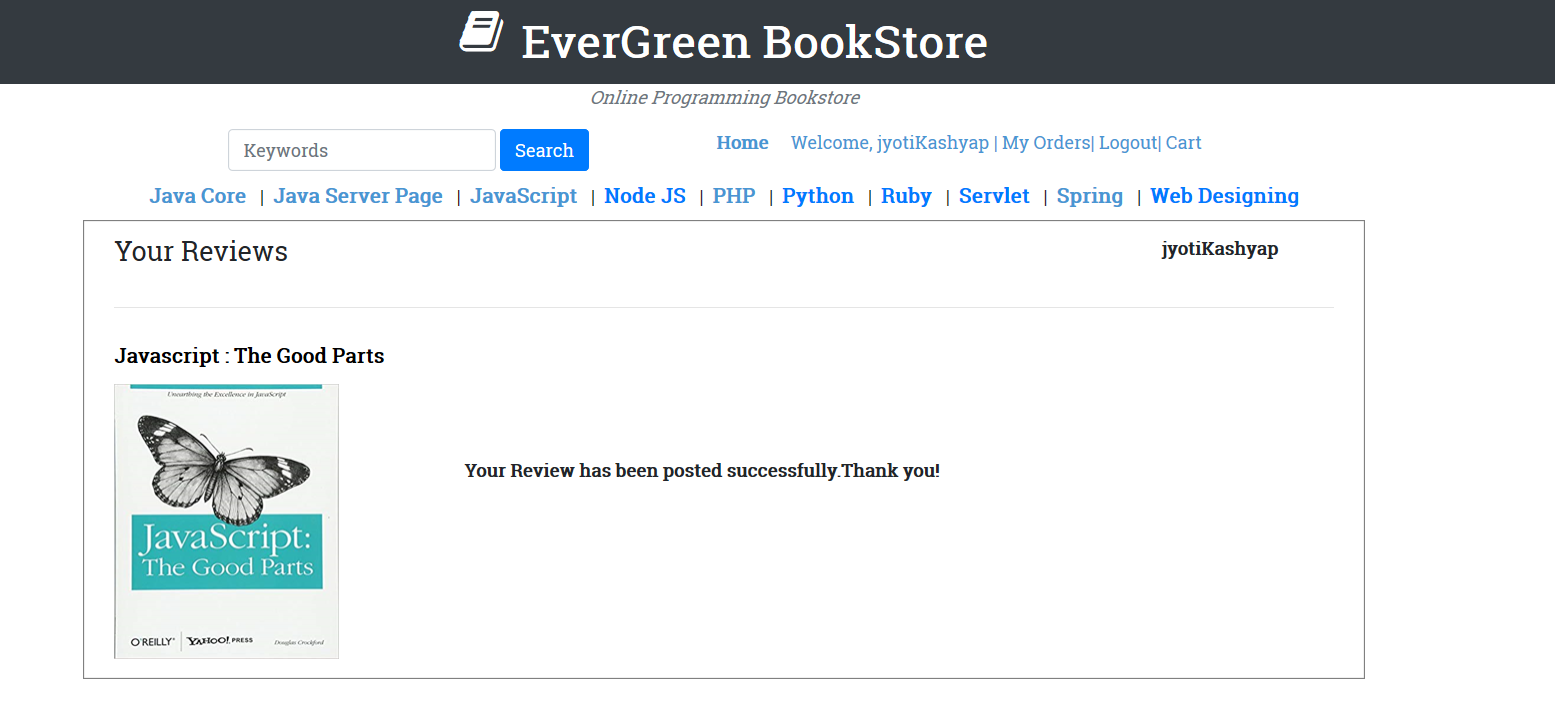 EverGreen BookStore
Online Programming Bookstore
Keywords Search Home Welcome, jyotiKashyap | My Orders| Logout| Cart
Java Core | Java Server Page | JavaScript | Node JS | PHP | Python | Ruby | Servlet | Spring | Web Designing
Your Reviews jyotiKashyap
Javascript : The Good Parts
Unearthing the Excellence in JavaScript
JavaScript:
The Good Parts
O'REILLY® YAHOO! PRESS Douglas Crockford
Your Review has been posted successfully.Thank you!